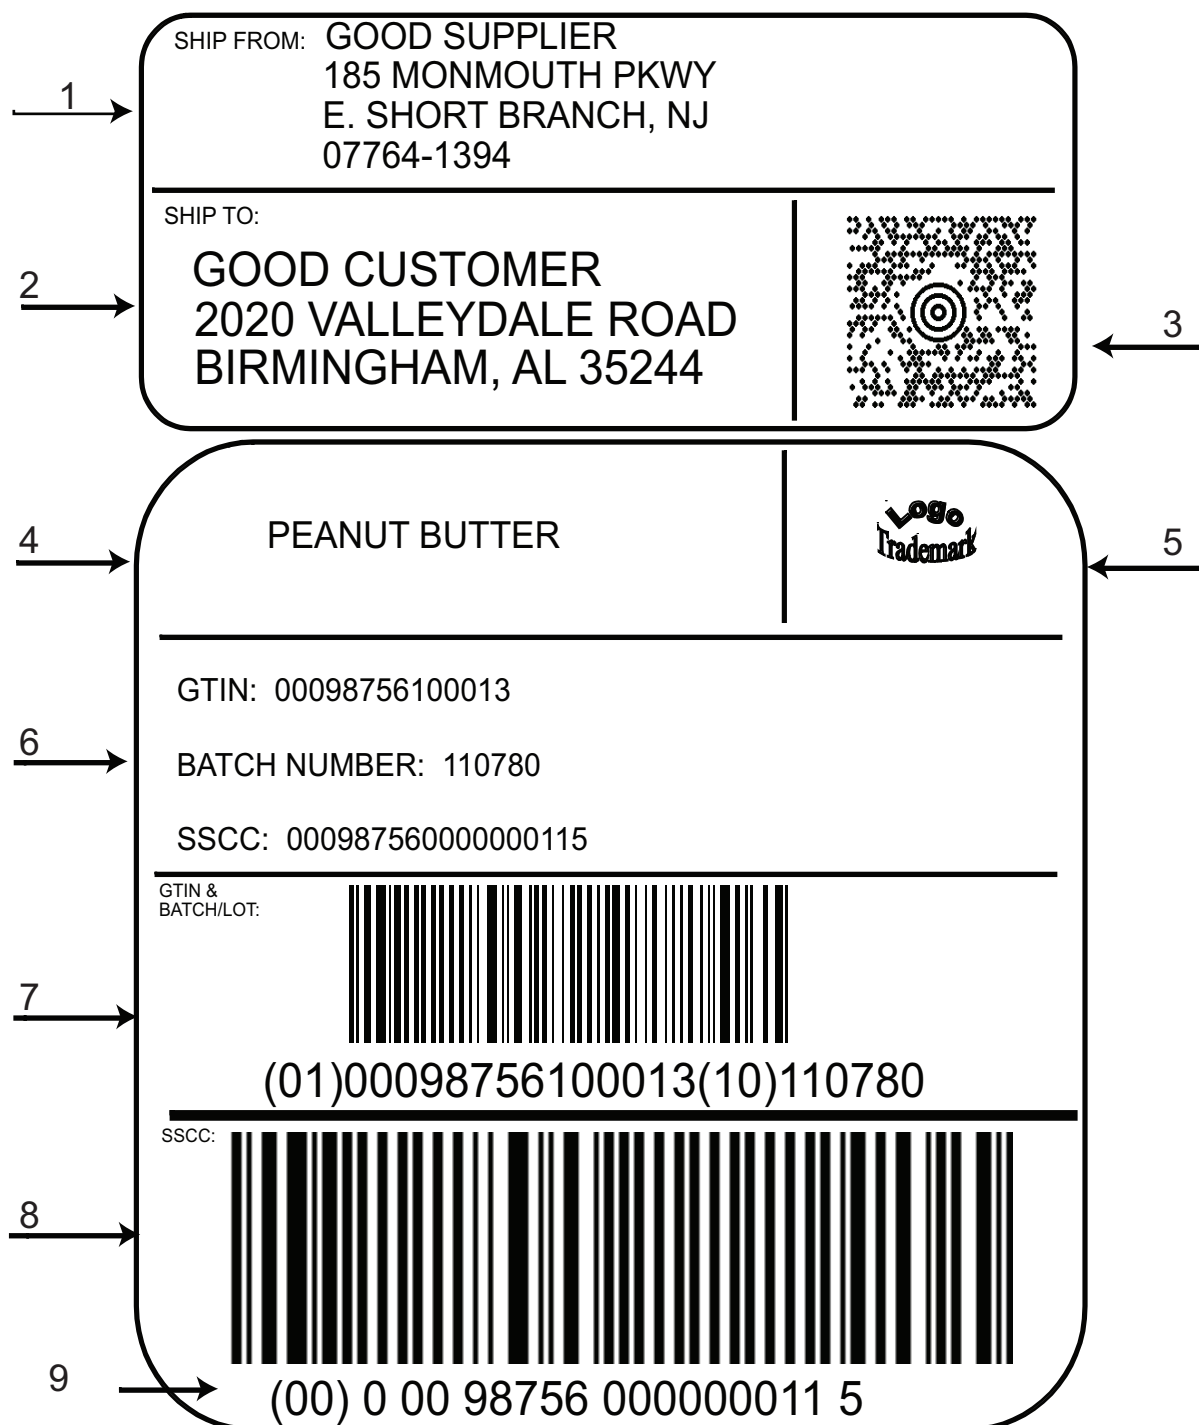 SHIP FROM: GOOD SUPPLIER
185 MONMOUTH PKWY
1
E. SHORT BRANCH, NJ
07764-1394
SHIP TO:
GOOD CUSTOMER
2
2020 VALLEYDALE ROAD
3
BIRMINGHAM, AL 35244
4
PEANUT BUTTER
Logo
Trademark
5
GTIN: 00098756100013
6
BATCH NUMBER: 110780
SSCC: 000987560000000115
GTIN &
BATCH/LOT:
7
(01)00098756100013(10)110780
SSCC:
8
9
(00) 0 00 98756 000000011 5